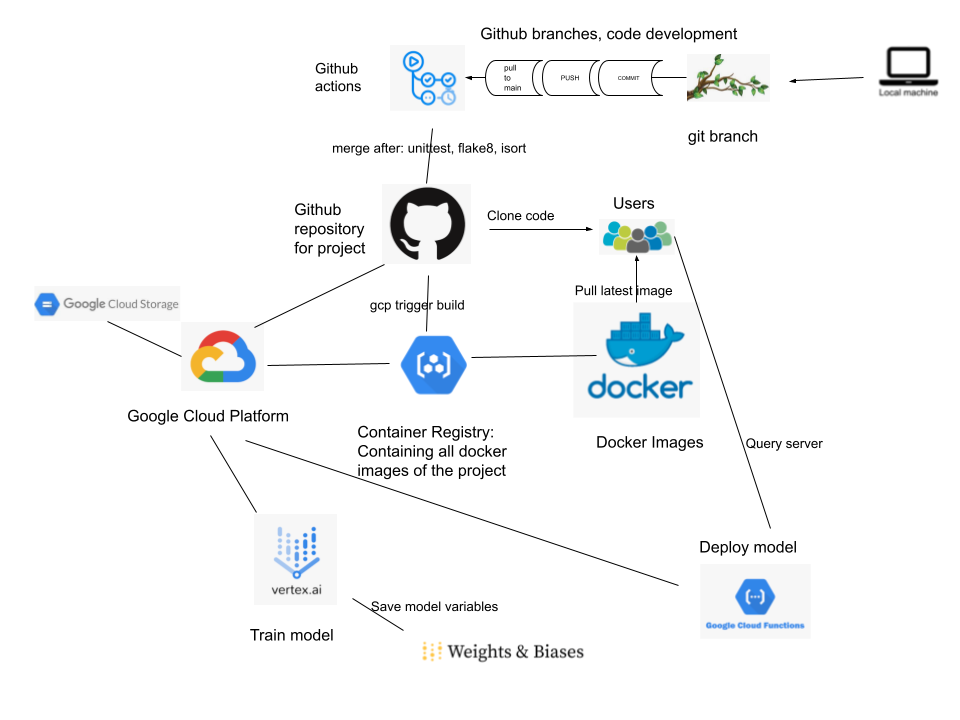 Github branches, code development
Github
actions
pull
to
main
PUSH
COMMIT
Local machine
git branch
merge after: unittest, flake8, isort
Github
repository
for project
Clone code
Users
Google Cloud Storage
gcp trigger build
Pull latest image
docker
Google Cloud Platform
Container Registry:
Containing all docker
images of the project
Docker Images
Query server
vertex.ai
Train model
Save model variables
Weights & Biases
Deploy model
Google Cloud Functions